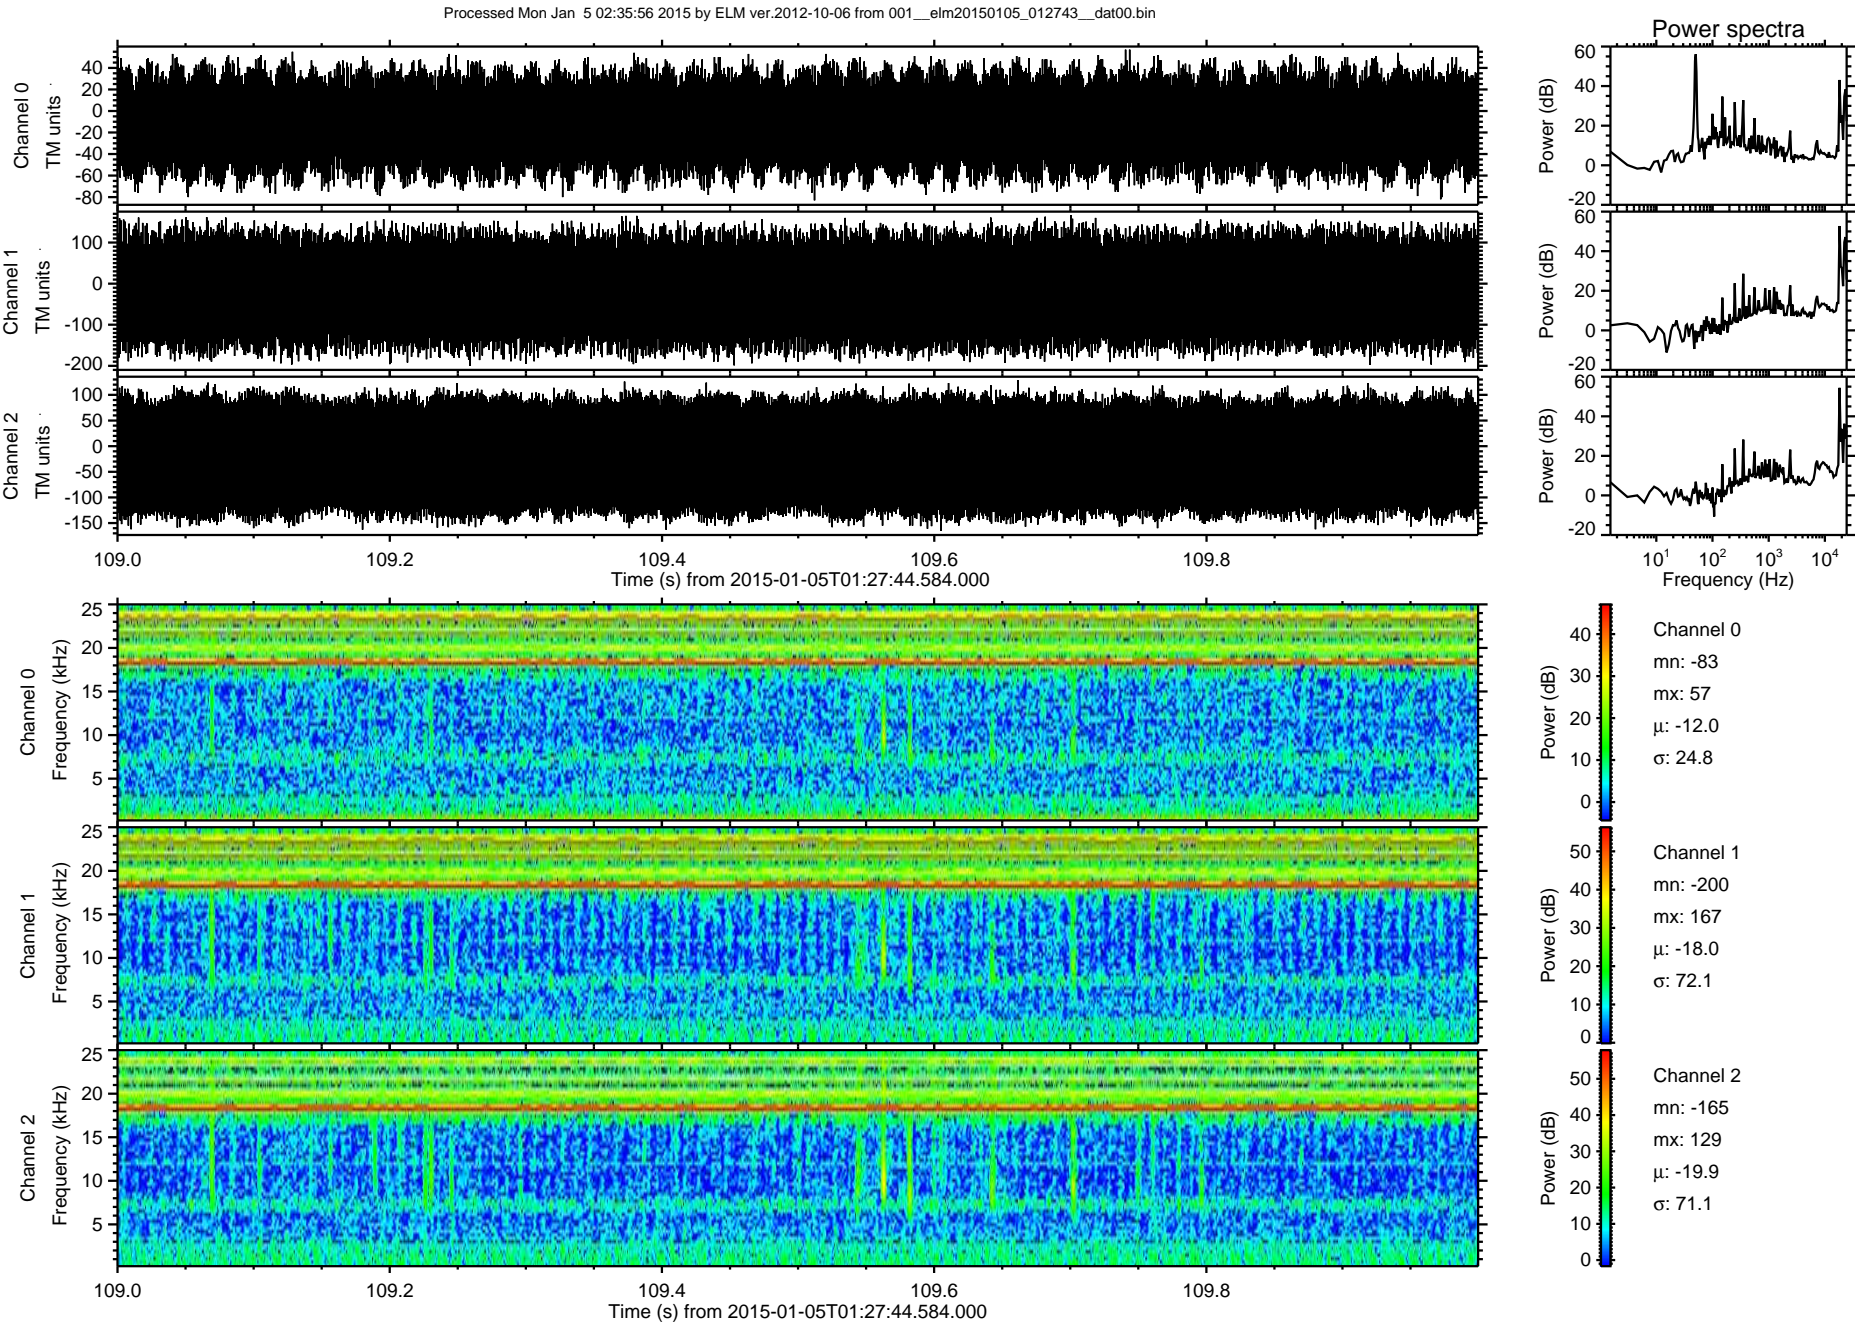 Processed Mon Jan  5 02:35:56 2015 by ELM ver.2012-10-06 from 001__elm20150105_012743__dat00.bin
Power spectra
Channel 0
TM units
40
20
0
-20
-40
-60
-80
Power (dB)
60
40
20
0
-20
Channel 1
TM units
100
0
-100
-200
Power (dB)
60
40
20
0
-20
Channel 2
TM units
100
50
0
-50
-100
-150
Power (dB)
60
40
20
0
-20
109.0 109.2 109.4 109.6 109.8
Time (s) from 2015-01-05T01:27:44.584.000
10¹ 10² 10³ 10⁴
Frequency (Hz)
Channel 0
Frequency (kHz)
25
20
15
10
5
Power (dB)
40
30
20
10
0
Channel 0
mn: -83
mx: 57
μ: -12.0
σ: 24.8
Channel 1
Frequency (kHz)
25
20
15
10
5
Power (dB)
50
40
30
20
10
0
Channel 1
mn: -200
mx: 167
μ: -18.0
σ: 72.1
Channel 2
Frequency (kHz)
25
20
15
10
5
Power (dB)
50
40
30
20
10
0
Channel 2
mn: -165
mx: 129
μ: -19.9
σ: 71.1
109.0 109.2 109.4 109.6 109.8
Time (s) from 2015-01-05T01:27:44.584.000